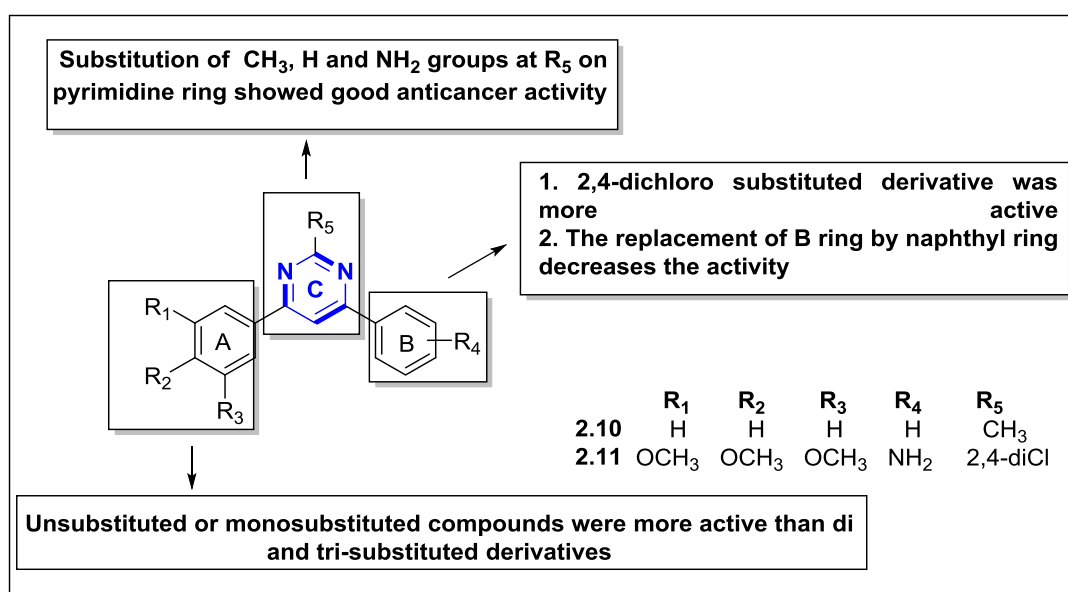 Substitution of CH₃, H and NH₂ groups at R₅ on
pyrimidine ring showed good anticancer activity
1. 2,4-dichloro substituted derivative was
more active
2. The replacement of B ring by naphthyl ring
decreases the activity
R₅
N N
C
R₁
A
B
R₄
R₂
R₃
R₁ R₂ R₃ R₄ R₅
2.10 H H H H CH₃
2.11 OCH₃ OCH₃ OCH₃ NH₂ 2,4-diCl
Unsubstituted or monosubstituted compounds were more active than di
and tri-substituted derivatives